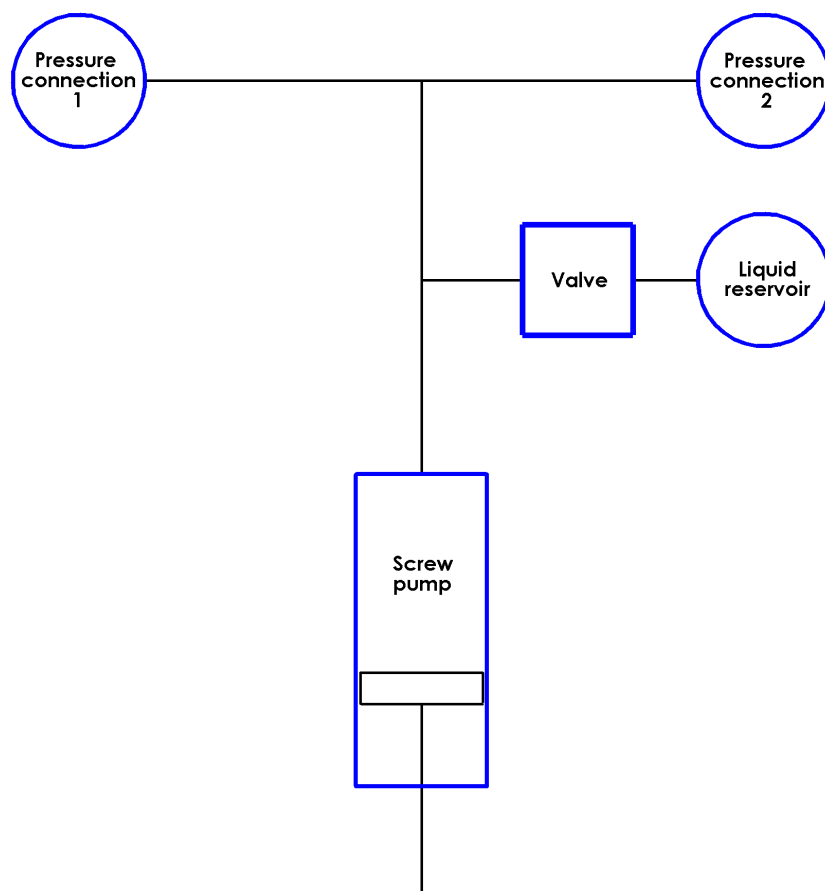 Pressure
connection
1
Pressure
connection
2
Valve
Liquid
reservoir
Screw
pump